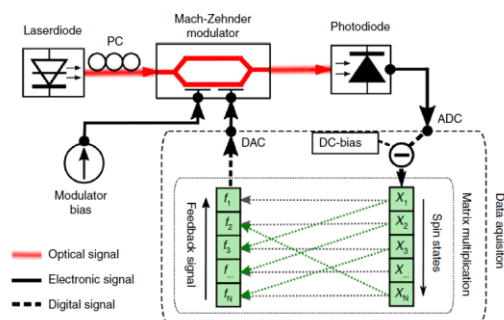 Laserdiode
PC
Mach-Zehnder
modulator
Photodiode
DAC
DC-bias
ADC
Modulator
bias
Feedback signal
f1
f2
f3
f...
fN
X1
X2
X3
X...
XN
Spin states
Matrix multiplication
Data aquisiton
Optical signal
Electronic signal
Digital signal